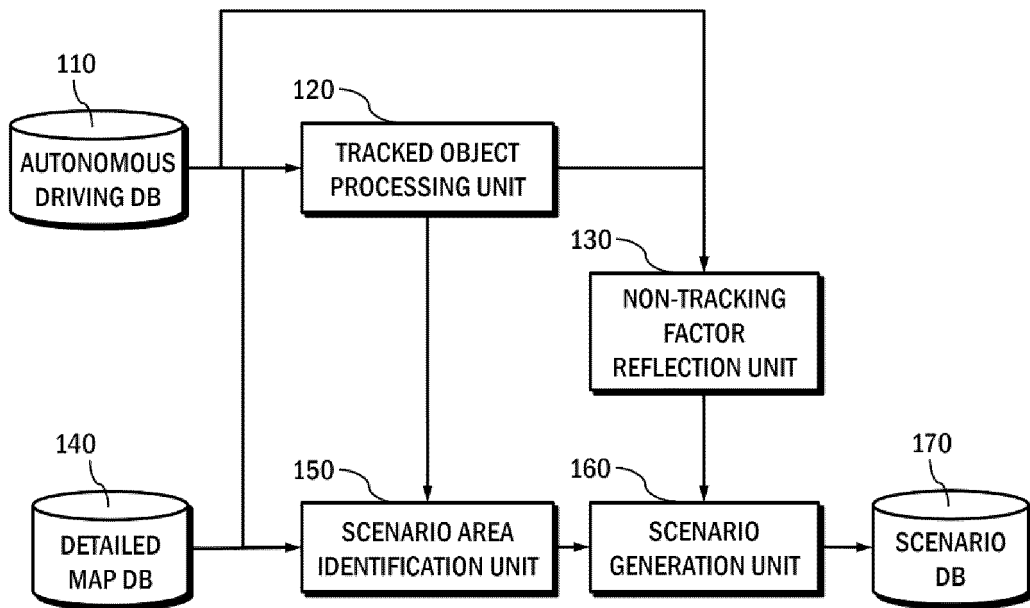 110
AUTONOMOUS
DRIVING DB
120
TRACKED OBJECT
PROCESSING UNIT
130
NON-TRACKING
FACTOR
REFLECTION UNIT
140
DETAILED
MAP DB
150
SCENARIO AREA
IDENTIFICATION UNIT
160
SCENARIO
GENERATION UNIT
170
SCENARIO
DB